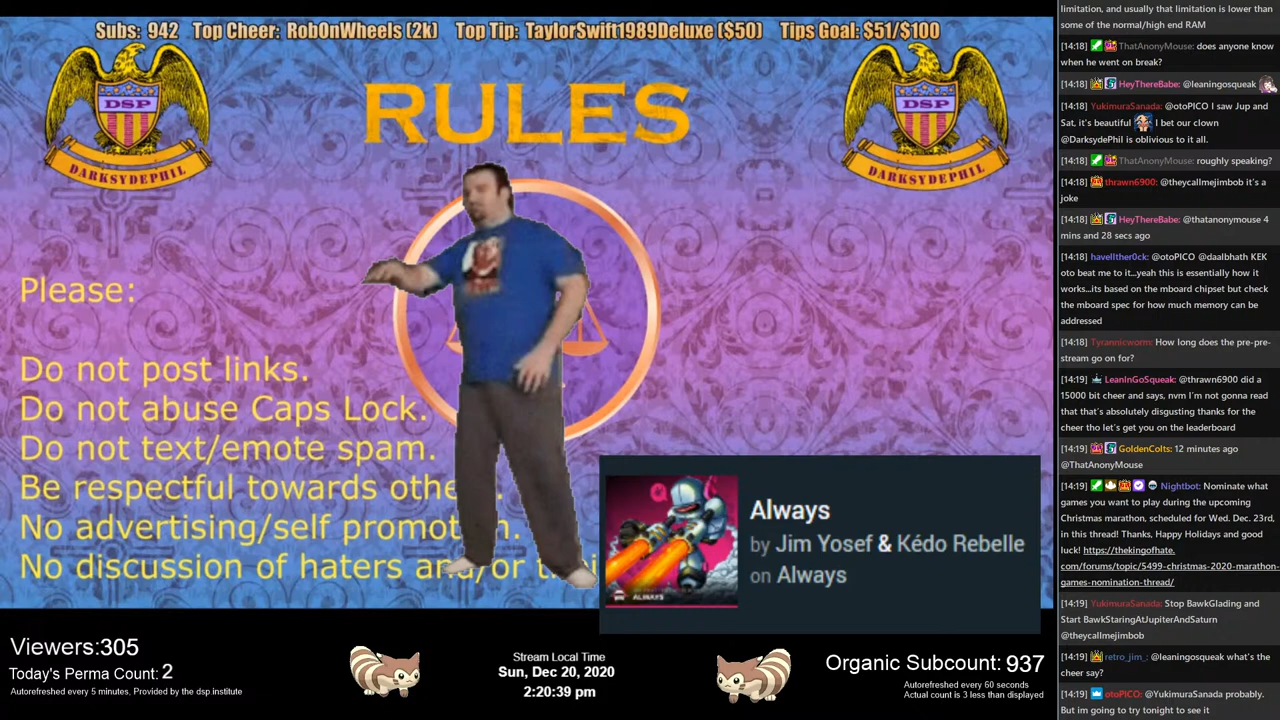 Subs: 942 Top Cheer: RobOnWheels (2k) Top Tip: TaylorSwift1989Deluxe ($50) Tips Goal: $51/$100
DSP
DARKSYDEPHIL
RULES
DSP
DARKSYDEPHIL
Please:
Do not post links.
Do not abuse Caps Lock.
Do not text/emote spam.
Be respectful towards
No advertising/self
No discussion of haters
Always
by Jim Yosef & Kédo Rebelle
on Always
ALWAYS
Viewers:305
Today's Perma Count: 2
Autorefreshed every 5 minutes, Provided by the dsp institute
Stream Local Time
Sun, Dec 20, 2020
2:20:39 pm
Organic Subcount: 937
Autorefreshed every 60 seconds
Actual count is 3 less than displayed
limitation, and usually that limitation is lower than
some of the normal/high end RAM
[14:18] ThatAnonyMouse: does anyone know
when he went on break?
[14:18] HeyThereBabe: @leaningosqueak
[14:18] YukimuraSanada: @otoPICO I saw Jup and
Sat, it's beautiful I bet our clown
@DarksydePhil is oblivious to it all.
[14:18] ThatAnonyMouse: roughly speaking?
[14:18] thrawn6900: @theycallmejimbob it's a
joke
[14:18] HeyThereBabe: @thatanonymouse 4
mins and 28 secs ago
[14:18] havellther0ck: @otoPICO @daalbhath KEK
oto beat me to it...yeah this is essentially how it
works...its based on the mboard chipset but check
the mboard spec for how much memory can be
addressed
[14:18] Tyrannicworm: How long does the pre-pre-
stream go on for?
[14:19] LeanInGoSqueak: @thrawn6900 did a
15000 bit cheer and says, nvm I'm not gonna read
that that's absolutely disgusting thanks for the
cheer tho let's get you on the leaderboard
[14:19] GoldenColts: 12 minutes ago
@ThatAnonyMouse
[14:19] Nightbot: Nominate what
games you want to play during the upcoming
Christmas marathon, scheduled for Wed. Dec. 23rd,
in this thread! Thanks, Happy Holidays and good
luck! https://thekingofhate.
com/forums/topic/5499-christmas-2020-marathon-
games-nomination-thread/
[14:19] YukimuraSanada: Stop BawkGlading and
Start BawkStaringAtJupiterAndSaturn
@theycallmejimbob
[14:19] retro_jim_: @leaningosqueak what's the
cheer say?
[14:19] otoPICO: @YukimuraSanada probably.
But im going to try tonight to see it